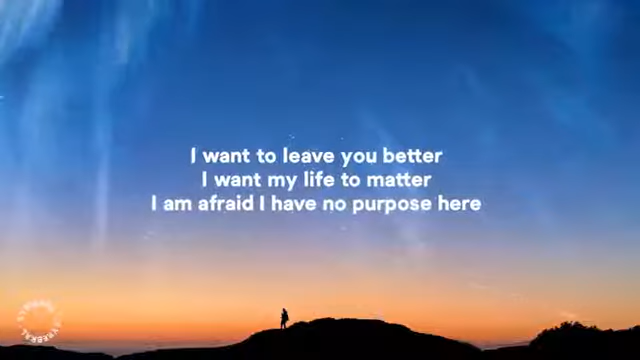 I want to leave you better
I want my life to matter
I am afraid I have no purpose here